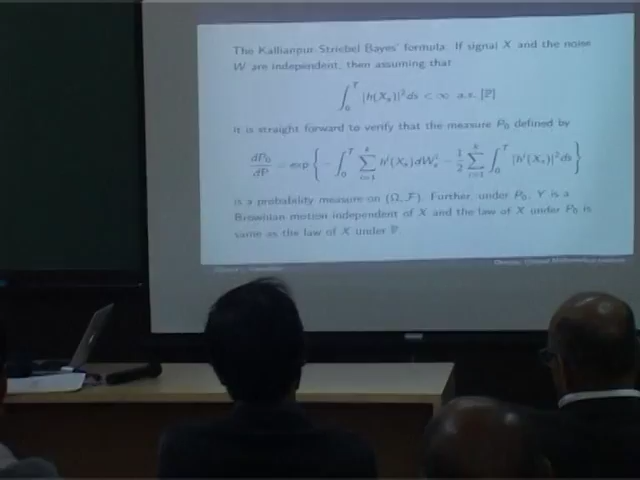 The Kallianpur Striebel Bayes' formula: If signal X and the noise
W are independent, then assuming that
∫_0^T |h(X_s)|^2 ds < ∞ a.s. [ℙ]
it is straight forward to verify that the measure P_0 defined by
dP_0/dP = exp{ − ∫_0^T ∑_{i=1}^k h^i(X_s)dW_s^i − 1/2 ∑_{i=1}^k ∫_0^T |h^i(X_s)|^2 ds }
is a probability measure on (Ω, F). Further, under P_0, Y is a
Brownian motion independent of X and the law of X under P_0 is
same as the law of X under ℙ.